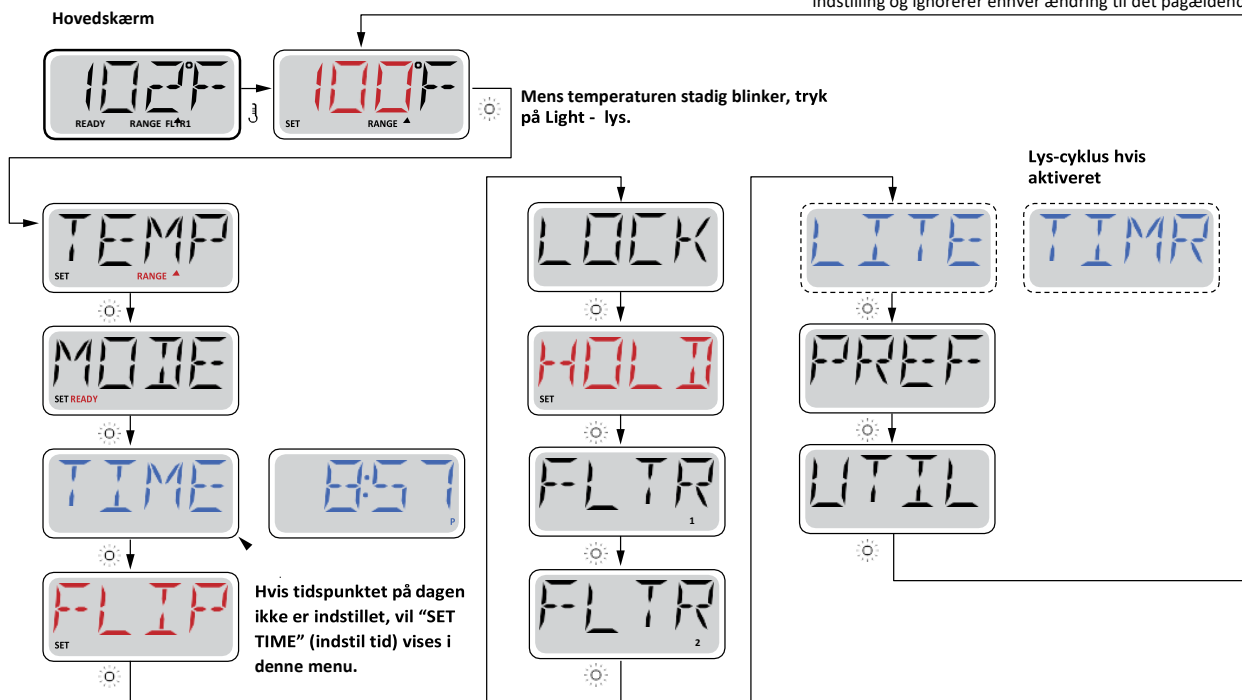 indstilling og ignorerer enhver ændring til det pågældend
Hovedskærm
102°F
READY RANGE FLTR1
100°F
SET RANGE
Mens temperaturen stadig blinker, tryk
på Light - lys.
TEMP
SET RANGE
MODE
SET READY
TIME
8:57
P
FLIP
SET
Hvis tidspunktet på dagen
ikke er indstillet, vil “SET
TIME” (indstil tid) vises i
denne menu.
LOCK
HOLD
SET
FLTR
1
FLTR
2
Lys-cyklus hvis
aktiveret
LITE
TIMR
PREF
UTIL